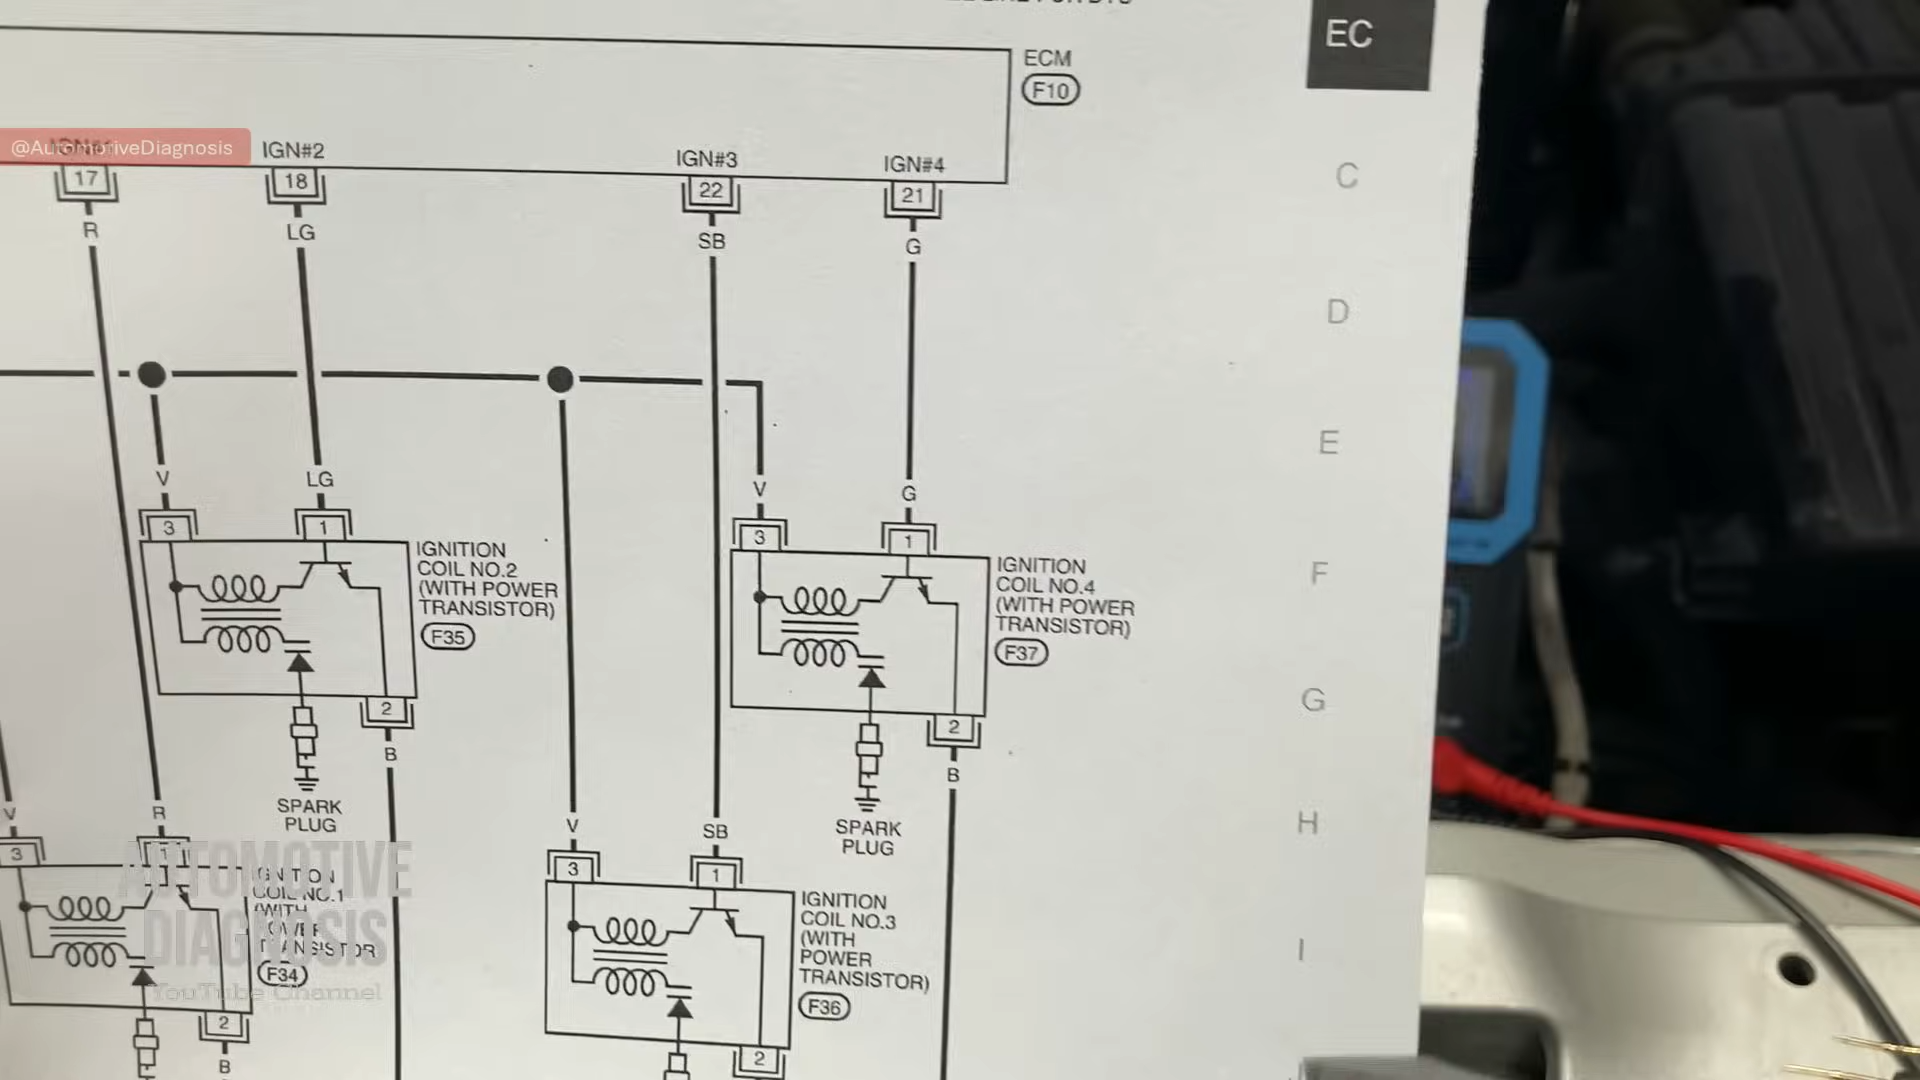 EC
ECM
F10
@AutomotiveDiagnosis
IGN#2
IGN#3
IGN#4
17
18
22
21
R
LG
SB
G
C
D
E
F
G
H
I
V
LG
V
G
3
1
3
1
IGNITION
COIL NO.2
(WITH POWER
TRANSISTOR)
F35
IGNITION
COIL NO.4
(WITH POWER
TRANSISTOR)
F37
2
B
2
B
SPARK
PLUG
SPARK
PLUG
V
R
V
SB
3
3
1
AUTOMOTIVE
DIAGNOSIS
YouTube Channel
IGNITION
COIL NO.1
(WITH
POWER
TRANSISTOR
F34
IGNITION
COIL NO.3
(WITH
POWER
TRANSISTOR)
F36
2
B
2